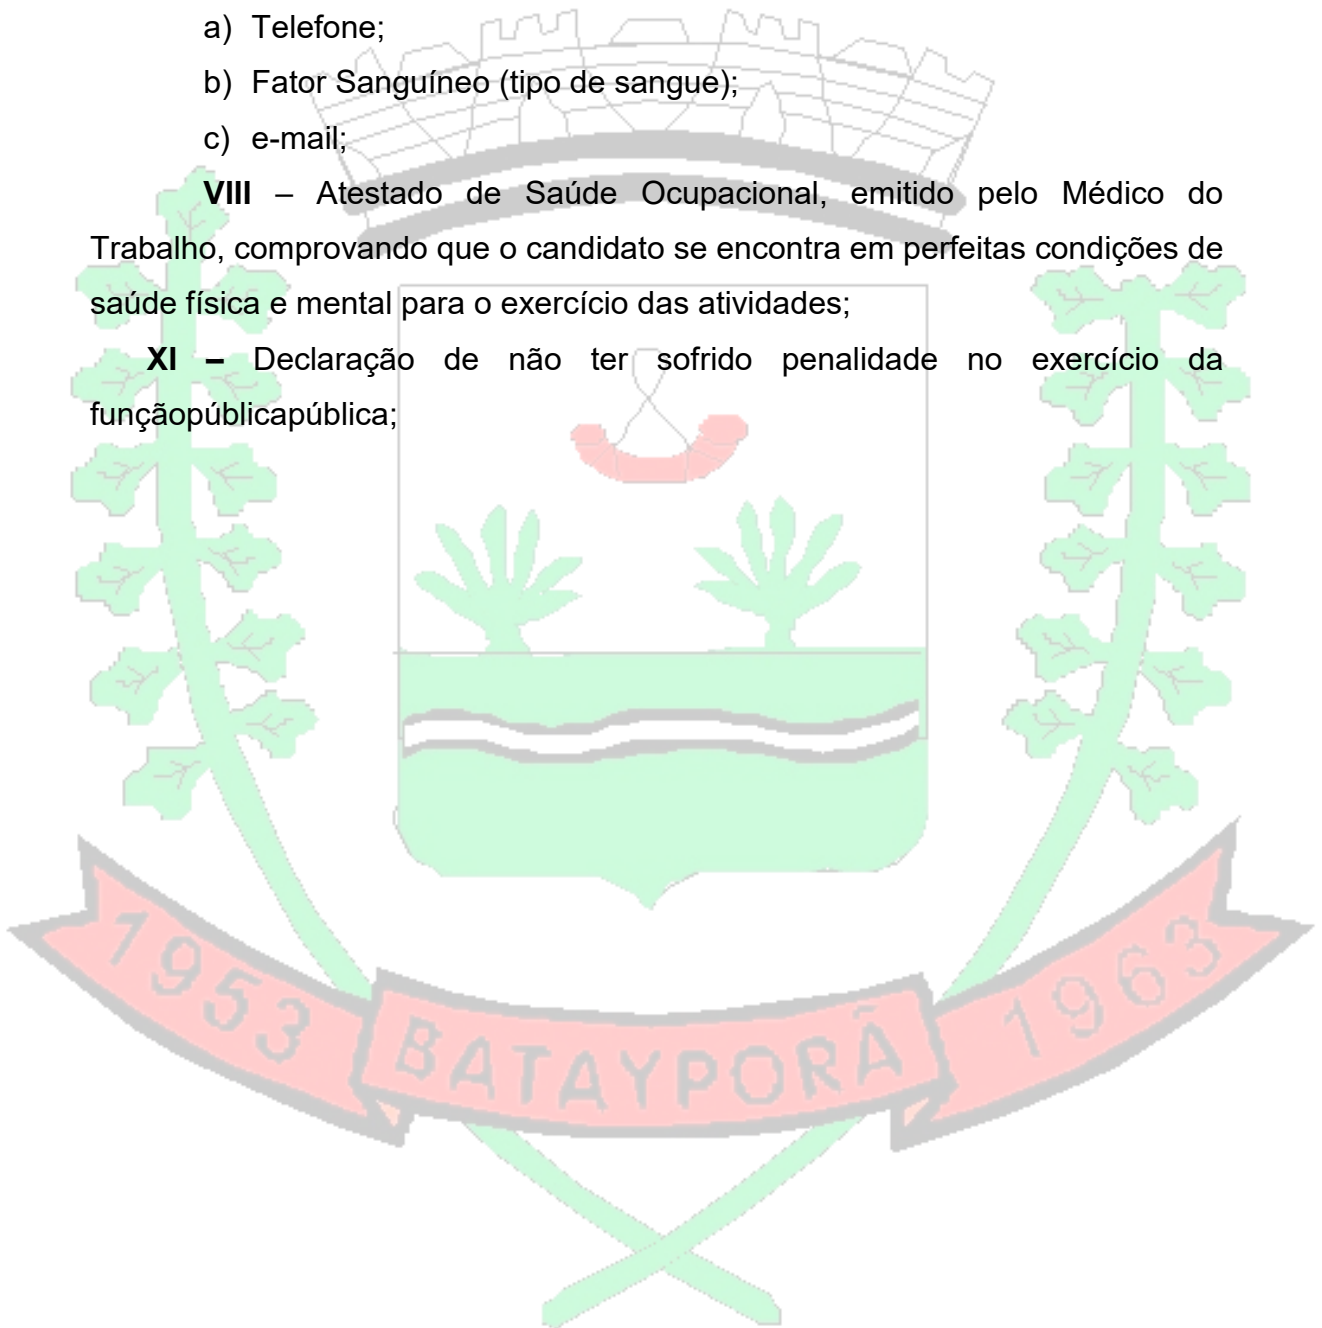 a) Telefone;
b) Fator Sanguíneo (tipo de sangue);
c) e-mail;
VIII – Atestado de Saúde Ocupacional, emitido pelo Médico do
Trabalho, comprovando que o candidato se encontra em perfeitas condições de
saúde física e mental para o exercício das atividades;
XI – Declaração de não ter sofrido penalidade no exercício da
funçãopúblicapública;
1953
BATAYPORÃ
1963